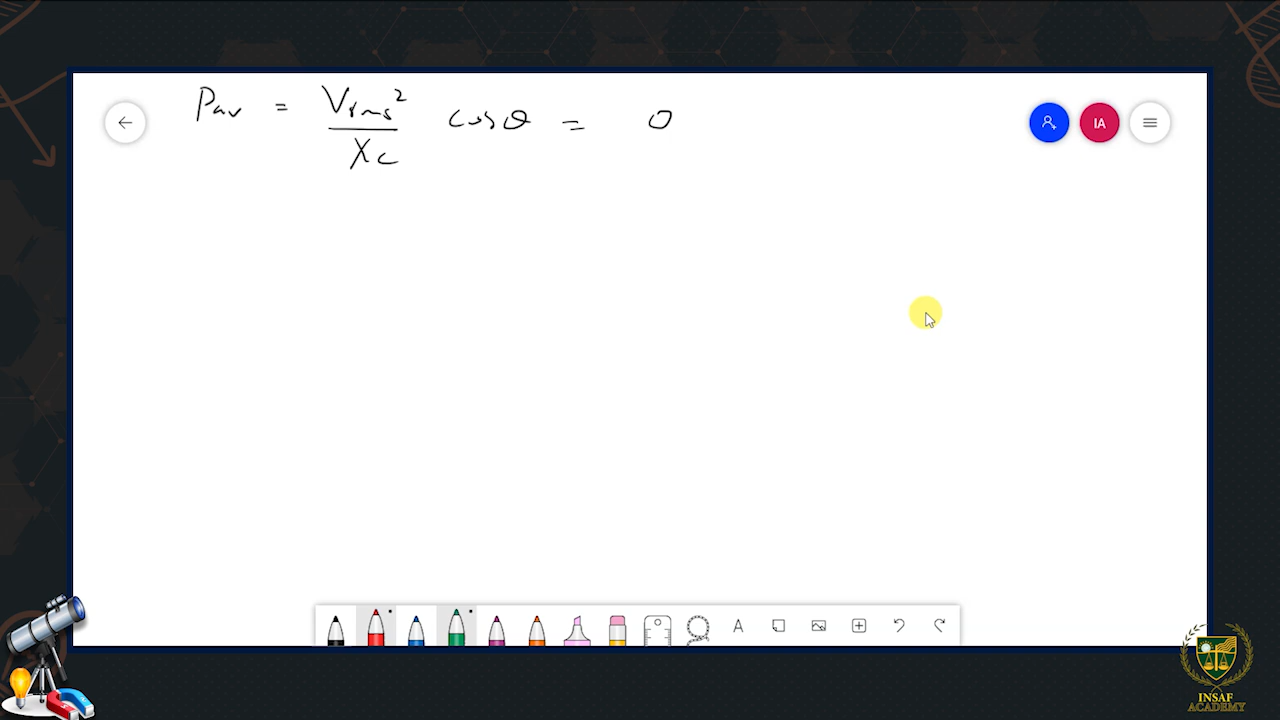 Pav = Vrms² / Xc cosθ = 0
IA
A
INSAF
ACADEMY